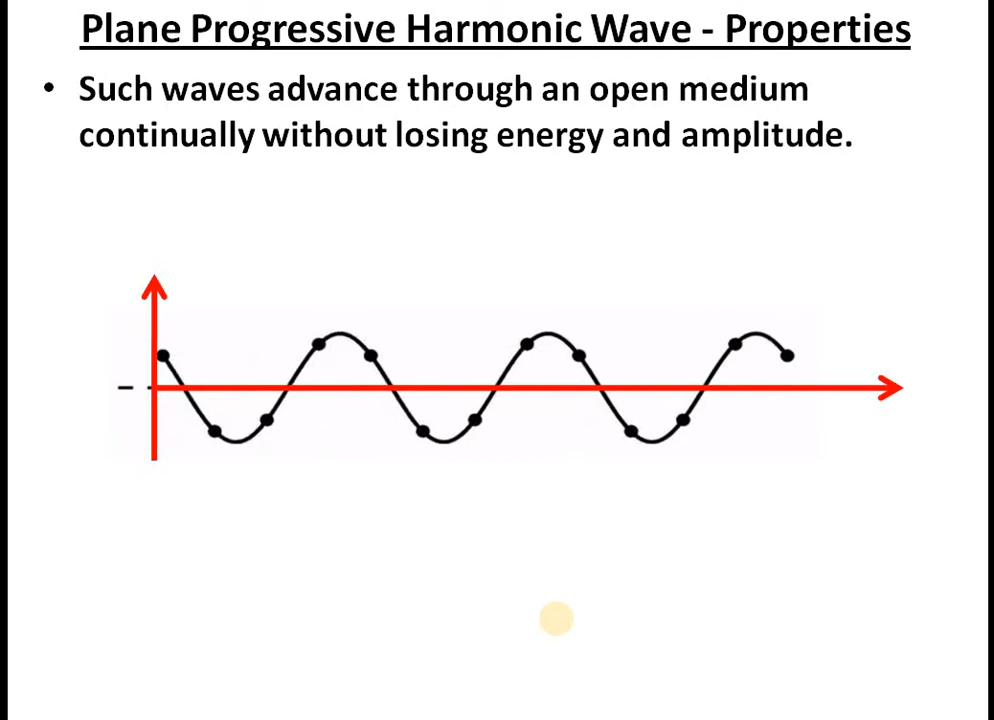 Plane Progressive Harmonic Wave - Properties
• Such waves advance through an open medium
continually without losing energy and amplitude.